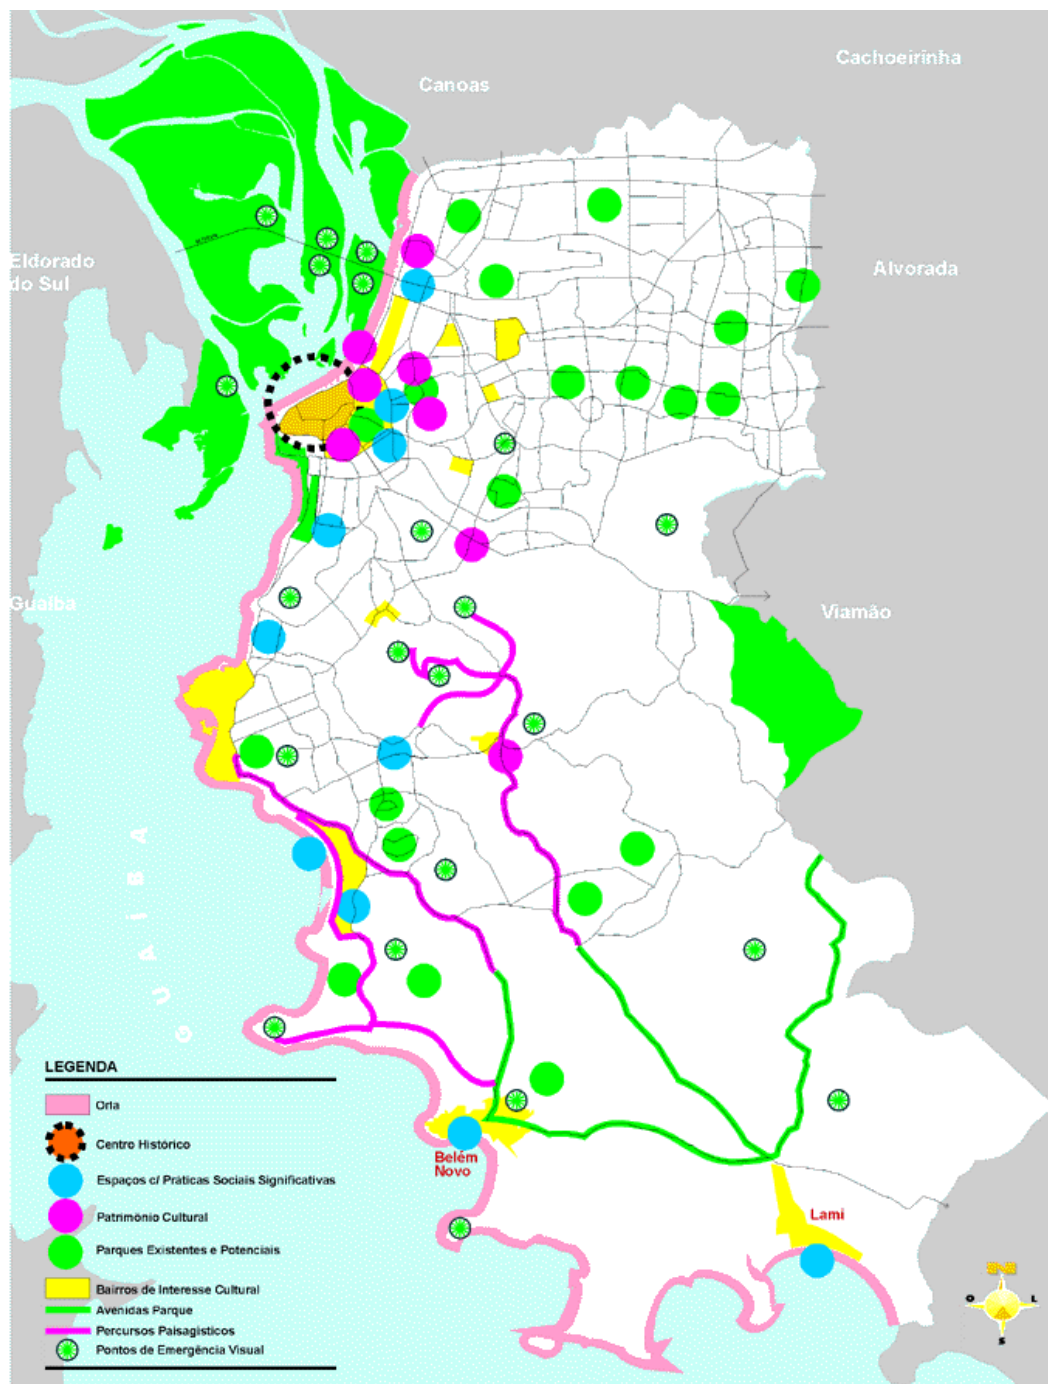 Cachoeirinha
Canoas
Eldorado
do Sul
Alvorada
Guaíba
Viamão
GUAÍBA
Belém
Novo
Lami
LEGENDA
Orla
Centro Histórico
Espaços c/ Práticas Sociais Significativas
Patrimônio Cultural
Parques Existentes e Potenciais
Bairros de Interesse Cultural
Avenidas Parque
Percursos Paisagísticos
Pontos de Emergência Visual
N
O L
S